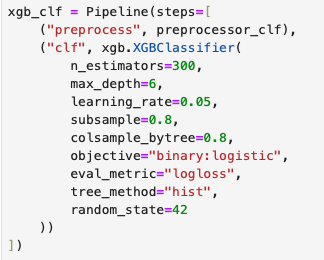 xgb_clf = Pipeline(steps=[
    ("preprocess", preprocessor_clf),
    ("clf", xgb.XGBClassifier(
        n_estimators=300,
        max_depth=6,
        learning_rate=0.05,
        subsample=0.8,
        colsample_bytree=0.8,
        objective="binary:logistic",
        eval_metric="logloss",
        tree_method="hist",
        random_state=42
    ))
])